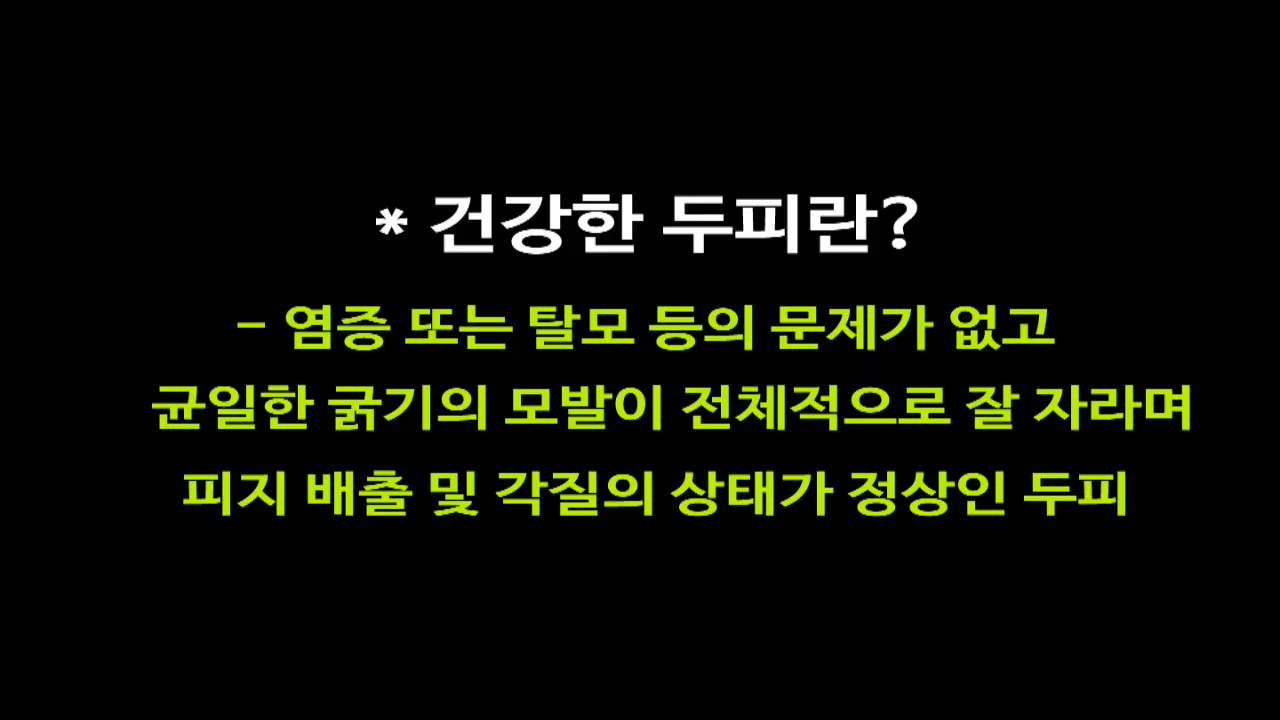 * 건강한 두피란?
- 염증 또는 탈모 등의 문제가 없고
균일한 굵기의 모발이 전체적으로 잘 자라며
피지 배출 및 각질의 상태가 정상인 두피